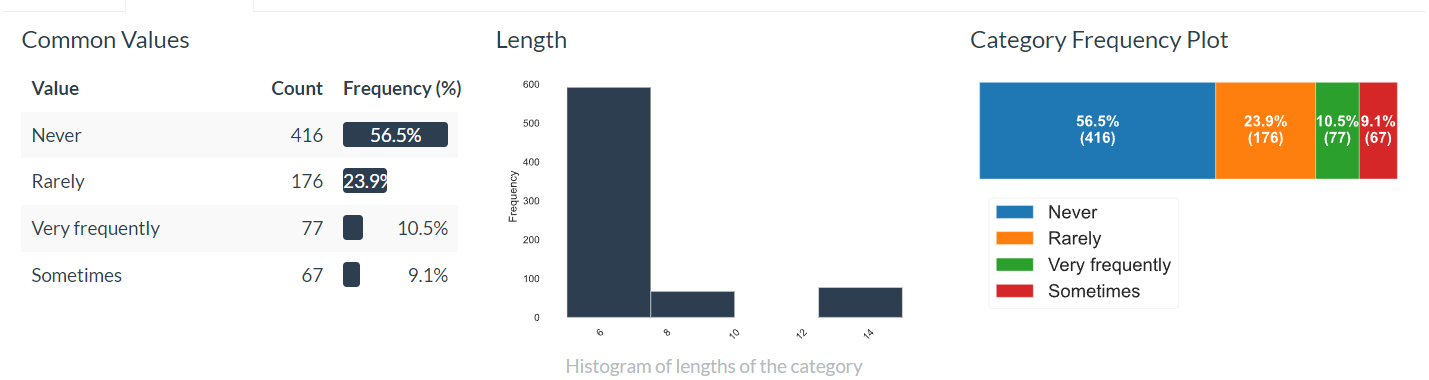 Common Values
Value Count Frequency (%)
Never 416 56.5%
Rarely 176 23.9%
Very frequently 77 10.5%
Sometimes 67 9.1%
Length
600
500
400
300
200
100
0
Frequency
6 8 10 12 14
Histogram of lengths of the category
Category Frequency Plot
56.5% 23.9% 10.5% 9.1%
(416) (176) (77) (67)
Never
Rarely
Very frequently
Sometimes